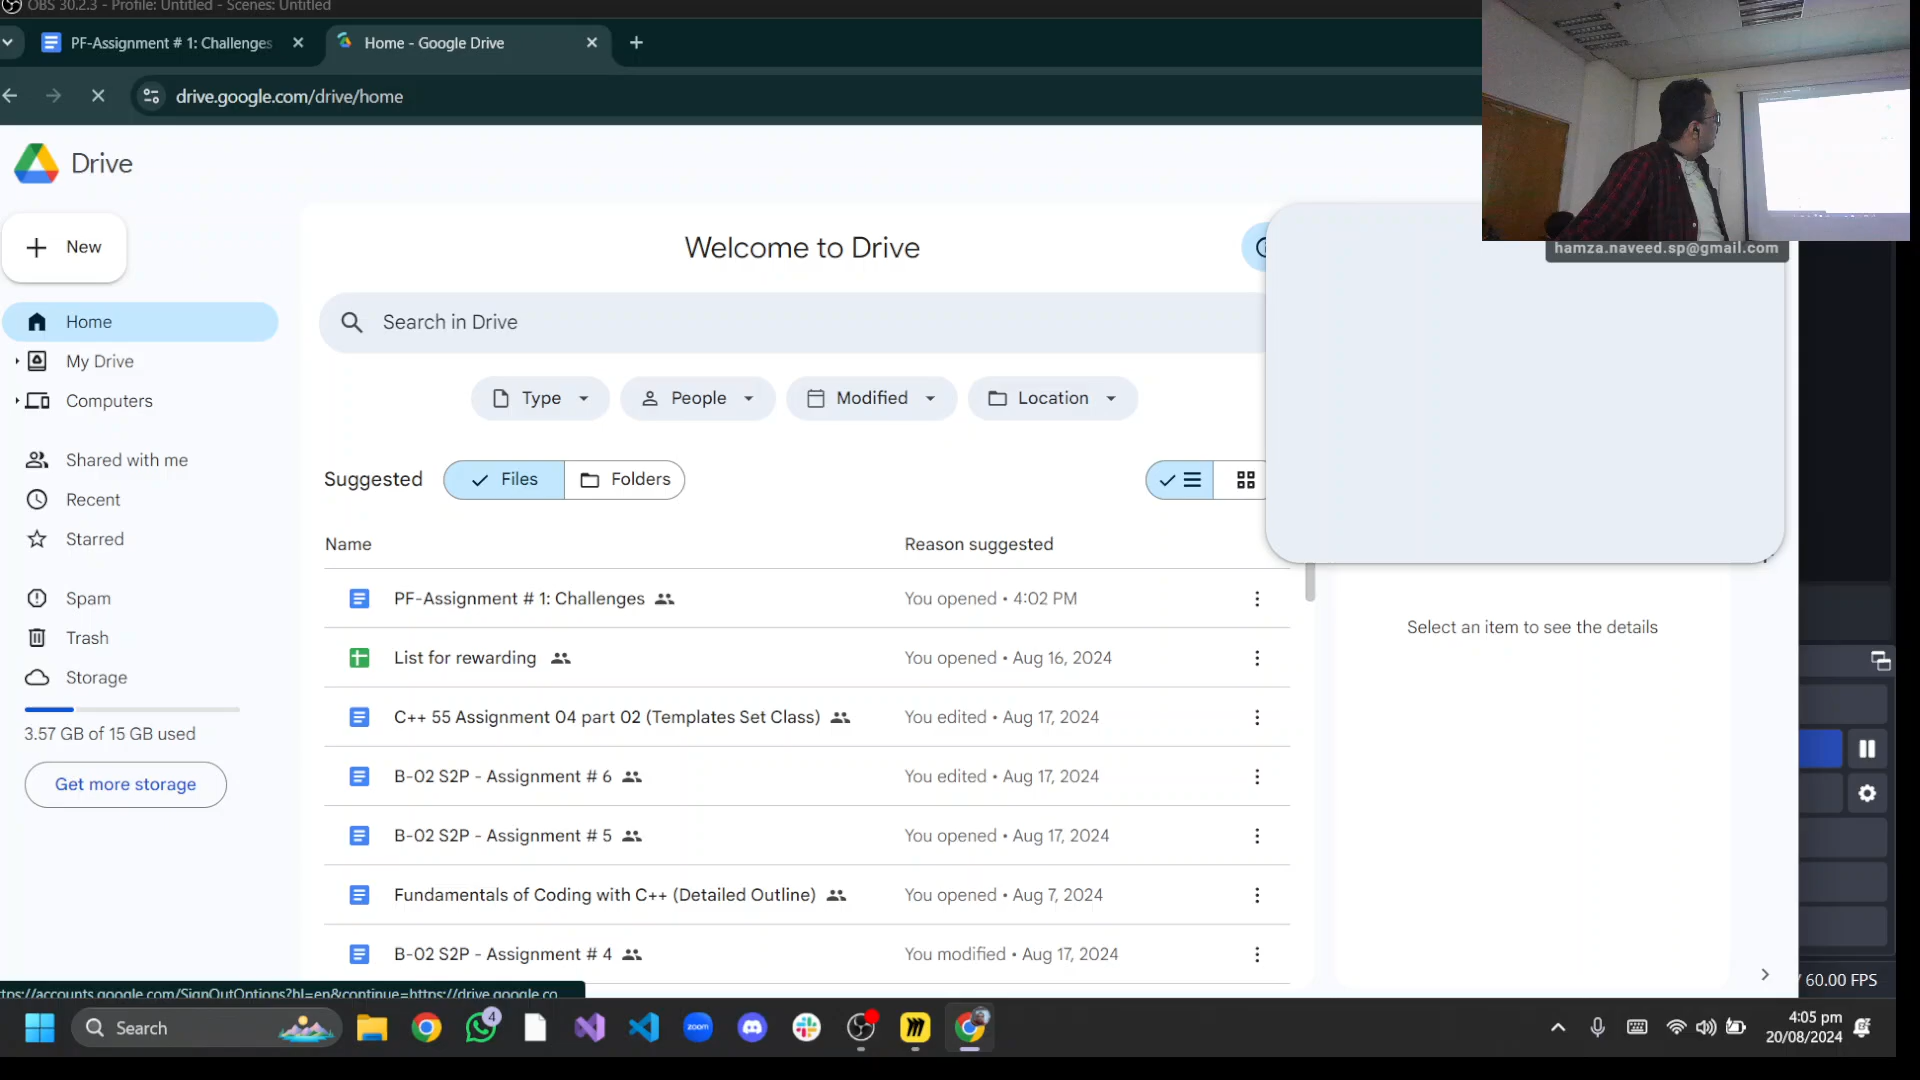 OBS 30.2.3 - Profile: Untitled - Scenes: Untitled
PF-Assignment # 1: Challenges
Home - Google Drive
drive.google.com/drive/home
Drive
New
Welcome to Drive
hamza.naveed.sp@gmail.com
Search in Drive
Home
My Drive
Computers
Shared with me
Recent
Starred
Spam
Trash
Storage
3.57 GB of 15 GB used
Get more storage
Type
People
Modified
Location
Suggested
Files
Folders
Name
Reason suggested
PF-Assignment # 1: Challenges
You opened • 4:02 PM
List for rewarding
You opened • Aug 16, 2024
C++ 55 Assignment 04 part 02 (Templates Set Class)
You edited • Aug 17, 2024
B-02 S2P - Assignment # 6
You edited • Aug 17, 2024
B-02 S2P - Assignment # 5
You opened • Aug 17, 2024
Fundamentals of Coding with C++ (Detailed Outline)
You opened • Aug 7, 2024
B-02 S2P - Assignment # 4
You modified • Aug 17, 2024
Select an item to see the details
/ 60.00 FPS
tps://accounts.google.com/SignOutOptions?hl=en&continue=https://drive.google.co
Search
4
zoom
4:05 pm
20/08/2024